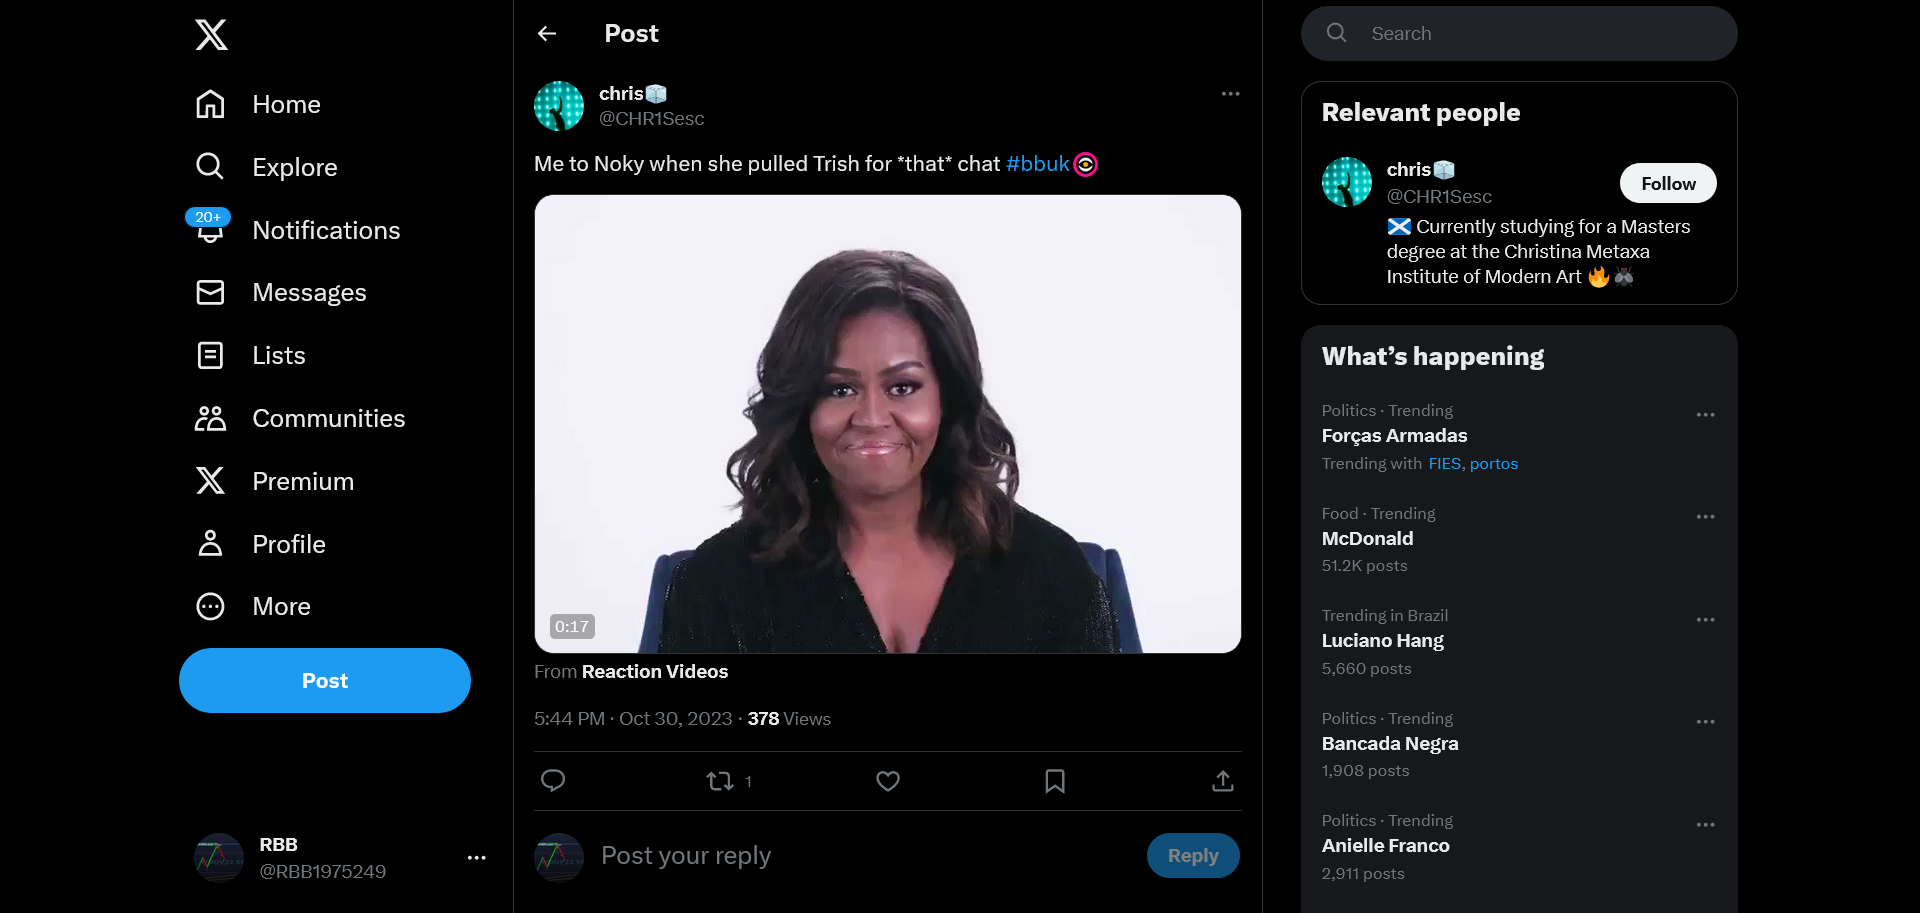 Home
Explore
20+
Notifications
Messages
Lists
Communities
Premium
Profile
More
Post
RBB
@RBB1975249
Post
chris🧊
@CHR1Sesc
Me to Noky when she pulled Trish for *that* chat #bbuk
0:17
From Reaction Videos
5:44 PM · Oct 30, 2023 · 378 Views
1
Post your reply
Reply
Search
Relevant people
chris🧊
@CHR1Sesc
Follow
🏴󠁧󠁢󠁳󠁣󠁴󠁿 Currently studying for a Masters
degree at the Christina Metaxa
Institute of Modern Art 🔥🪰
What’s happening
Politics · Trending
Forças Armadas
Trending with FIES, portos
Food · Trending
McDonald
51.2K posts
Trending in Brazil
Luciano Hang
5,660 posts
Politics · Trending
Bancada Negra
1,908 posts
Politics · Trending
Anielle Franco
2,911 posts